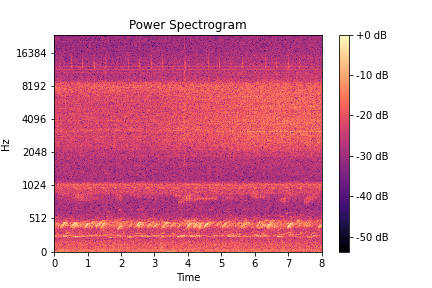 Power Spectrogram
16384
8192
4096
2048
1024
512
0
Hz
0 1 2 3 4 5 6 7 8
Time
+0 dB
-10 dB
-20 dB
-30 dB
-40 dB
-50 dB